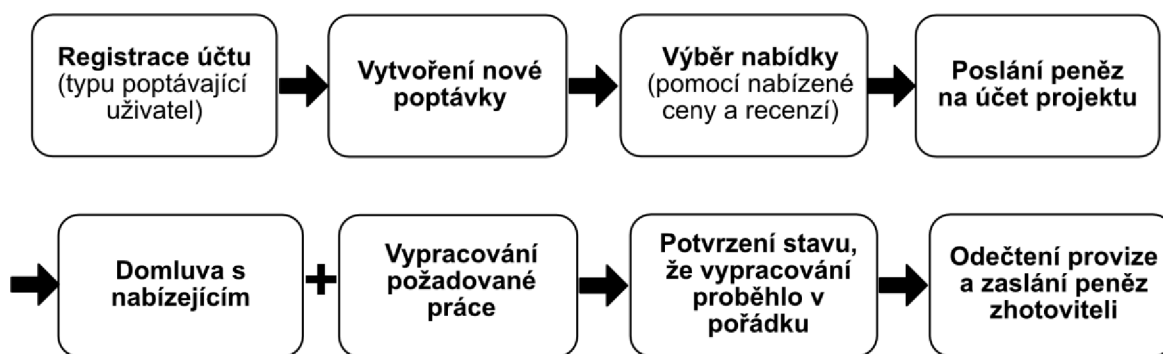 Registrace účtu
(typu poptávající
uživatel)
Vytvoření nové
poptávky
Výběr nabídky
(pomocí nabízené
ceny a recenzí)
Poslání peněz
na účet projektu
Domluva s
nabízejícím
+
Vypracování
požadované
práce
Potvrzení stavu,
že vypracování
proběhlo v
pořádku
Odečtení provize
a zaslání peněz
zhotoviteli